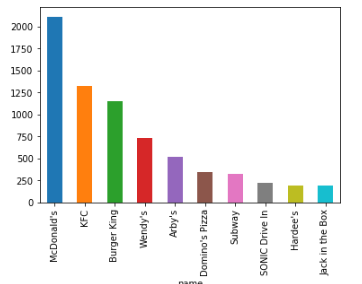 2000
1750
1500
1250
1000
750
500
250
0
McDonald's
KFC
Burger King
Wendy's
Arby's
Domino's Pizza
Subway
SONIC Drive In
Hardee's
Jack in the Box
name